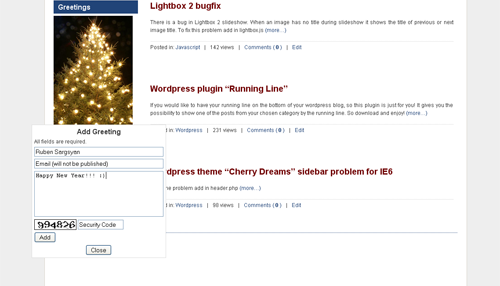 Greetings
Lightbox 2 bugfix
There is a bug in Lightbox 2 slideshow. When an image has no title during slideshow it shows the title of previous or next
image title. To fix this problem add in lightbox.js (more...)
Posted in: Javascript | 142 views | Comments ( 0 ) | Edit
Wordpress plugin “Running Line”
If you would like to have your running line on the bottom of your wordpress blog, so this plugin is just for you! It gives you the
possibility to show one of the posts from your chosen category by the running line. So download and enjoy! (more...)
in: Wordpress | 231 views | Comments ( 0 ) | Edit
dpress theme “Cherry Dreams” sidebar problem for IE6
e problem add in header.php (more...)
d in: Wordpress | 98 views | Comments ( 0 ) | Edit
Add Greeting
All fields are required.
Ruben Sargsyan
Email (will not be published)
Happy New Year!!! :)
994826
Security Code
Add
Close